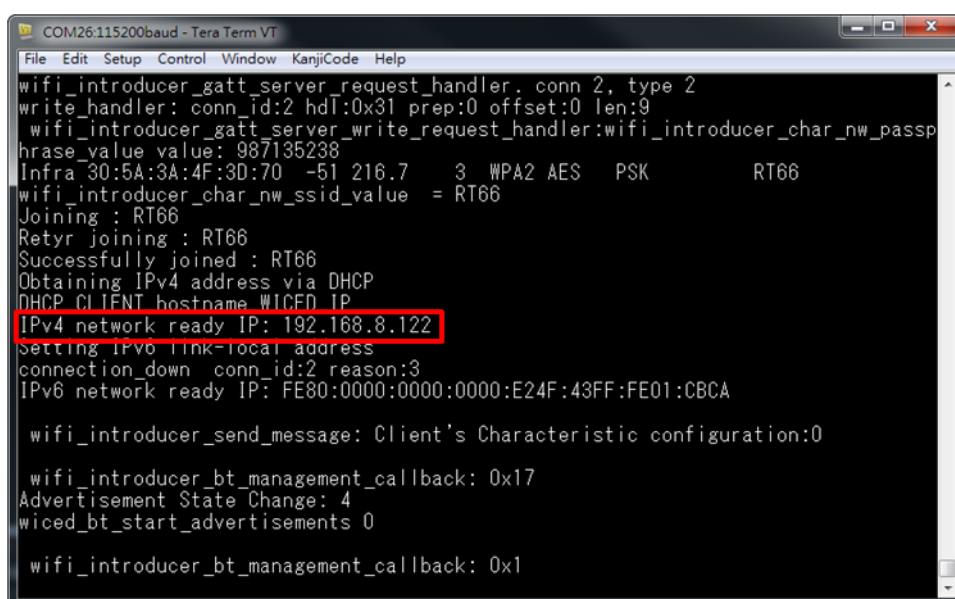 COM26:115200baud - Tera Term VT
File Edit Setup Control Window KanjiCode Help
wifi_introducer_gatt_server_request_handler. conn 2, type 2
write_handler: conn_id:2 hdl:0x31 prep:0 offset:0 len:9
wifi_introducer_gatt_server_write_request_handler:wifi_introducer_char_nw_passp
hrase_value value: 987135238
Infra 30:5A:3A:4F:3D:70 -51 216.7 3 WPA2 AES PSK RT66
wifi_introducer_char_nw_ssid_value = RT66
Joining : RT66
Retyr joining : RT66
Successfully joined : RT66
Obtaining IPv4 address via DHCP
DHCP CLIENT hostname WICED IP
IPv4 network ready IP: 192.168.8.122
Setting IPv6 link-local address
connection_down conn_id:2 reason:3
IPv6 network ready IP: FE80:0000:0000:0000:E24F:43FF:FE01:CBCA
wifi_introducer_send_message: Client's Characteristic configuration:0
wifi_introducer_bt_management_callback: 0x17
Advertisement State Change: 4
wiced_bt_start_advertisements 0
wifi_introducer_bt_management_callback: 0x1